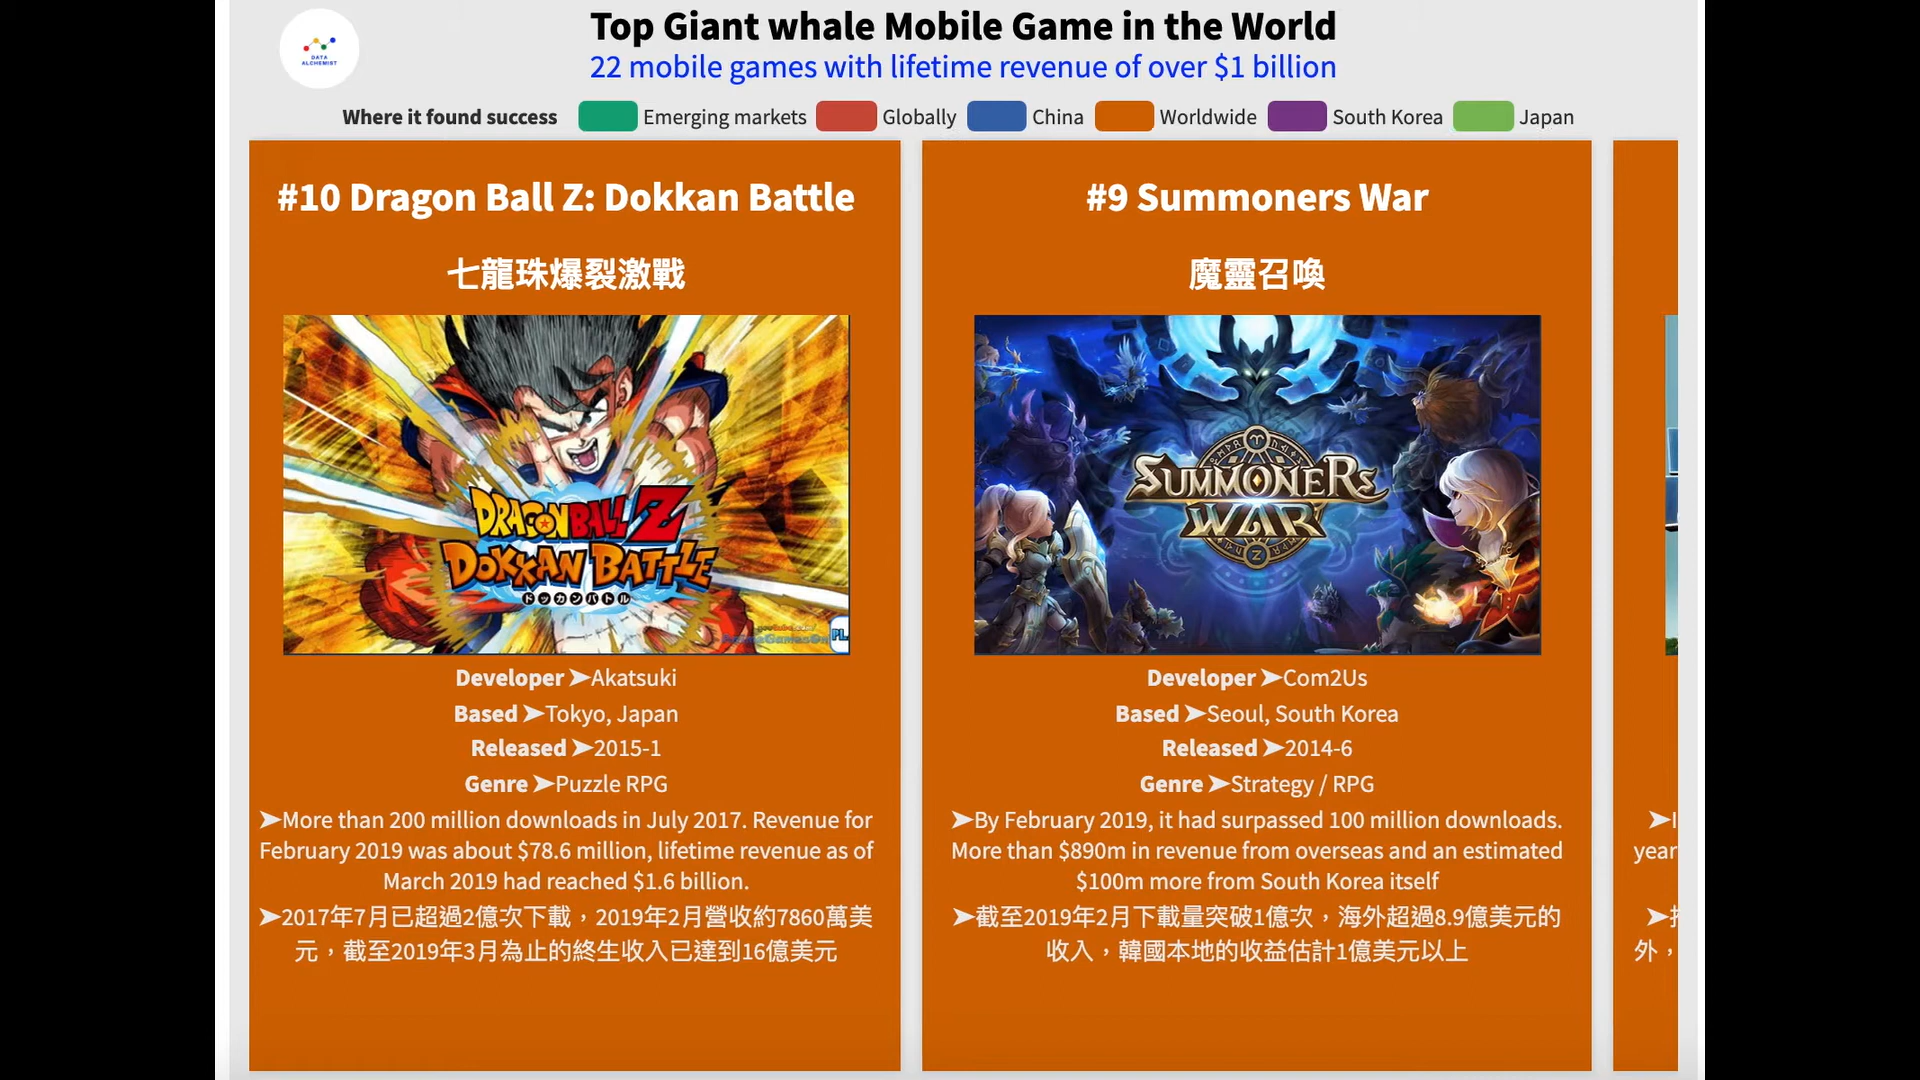 DATA
ALCHEMIST
Top Giant whale Mobile Game in the World
22 mobile games with lifetime revenue of over $1 billion
Where it found success Emerging markets Globally China Worldwide South Korea Japan
#10 Dragon Ball Z: Dokkan Battle
七龍珠爆裂激戰
DRAGON BALL Z
DOKKAN BATTLE
ドッカンバトル
Developer ➤Akatsuki
Based ➤Tokyo, Japan
Released ➤2015-1
Genre ➤Puzzle RPG
➤More than 200 million downloads in July 2017. Revenue for
February 2019 was about $78.6 million, lifetime revenue as of
March 2019 had reached $1.6 billion.
➤2017年7月已超過2億次下載，2019年2月營收約7860萬美
元，截至2019年3月為止的終生收入已達到16億美元
#9 Summoners War
魔靈召喚
SUMMONERS
WAR
Developer ➤Com2Us
Based ➤Seoul, South Korea
Released ➤2014-6
Genre ➤Strategy / RPG
➤By February 2019, it had surpassed 100 million downloads.
More than $890m in revenue from overseas and an estimated
$100m more from South Korea itself
➤截至2019年2月下載量突破1億次，海外超過8.9億美元的
收入，韓國本地的收益估計1億美元以上
year
外，